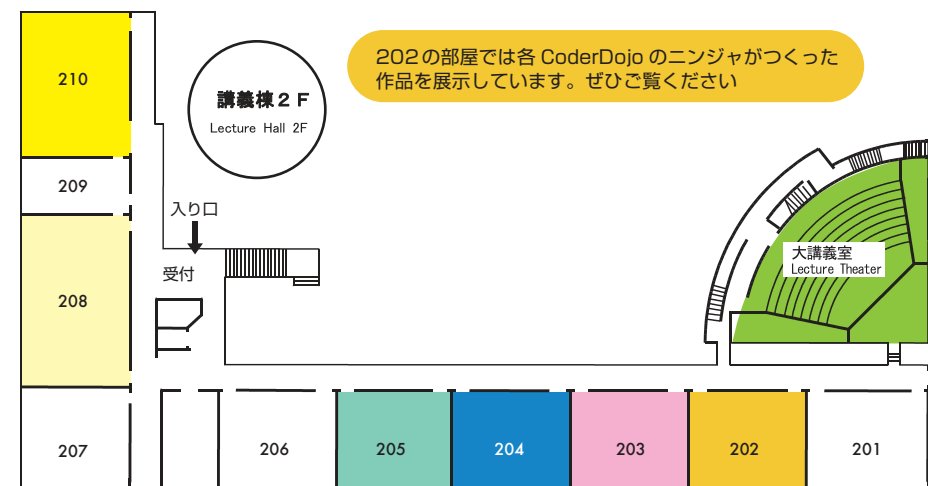 202の部屋では各 CoderDojo のニンジャがつくった
作品を展示しています。ぜひご覧ください
講義棟2F
Lecture Hall 2F
210
209
入り口
受付
208
大講義室
Lecture Theater
207
206
205
204
203
202
201